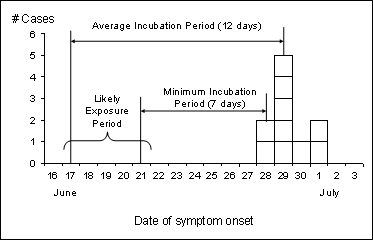 # Cases
Average Incubation Period (12 days)
6
5
4
3
2
1
0
Minimum Incubation
Period (7 days)
Likely
Exposure
Period
16 17 18 19 20 21 22 23 24 25 26 27 28 29 30 1 2 3
June July
Date of symptom onset